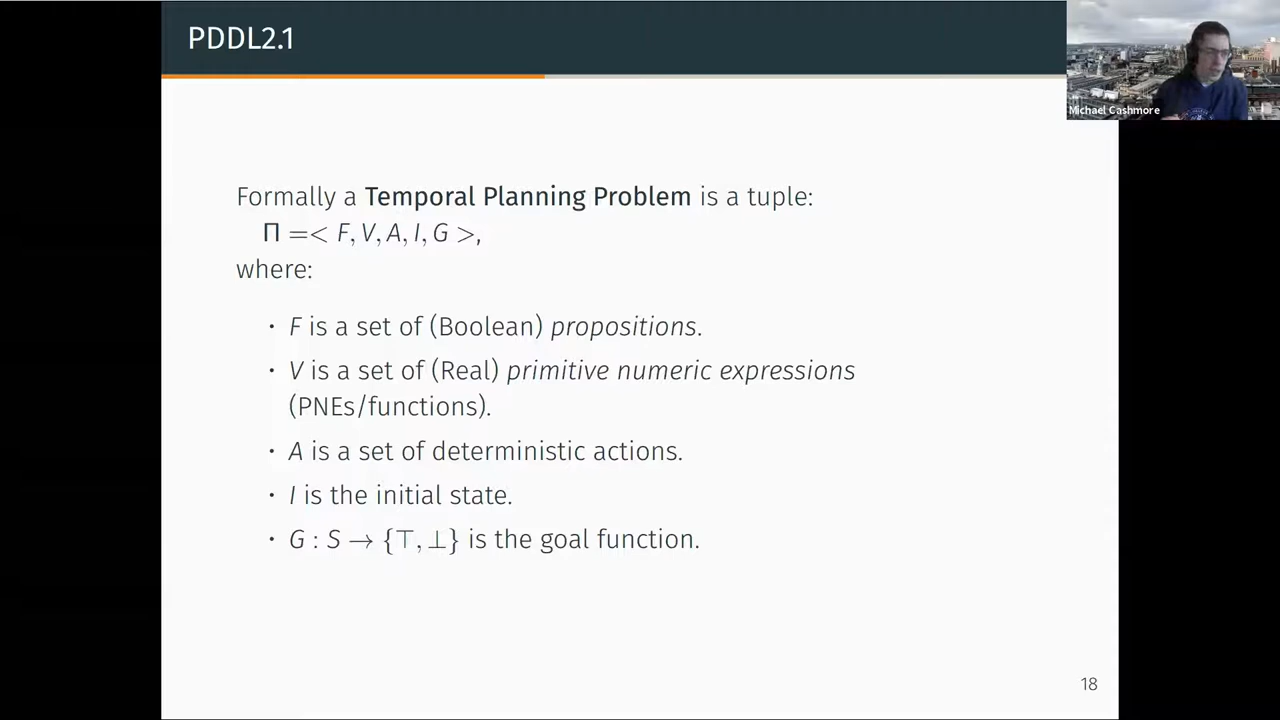 PDDL2.1
Michael Cashmore
Formally a Temporal Planning Problem is a tuple:
Π =< F, V, A, I, G >,
where:
• F is a set of (Boolean) propositions.
• V is a set of (Real) primitive numeric expressions
(PNEs/functions).
• A is a set of deterministic actions.
• I is the initial state.
• G : S → {⊤, ⊥} is the goal function.
18